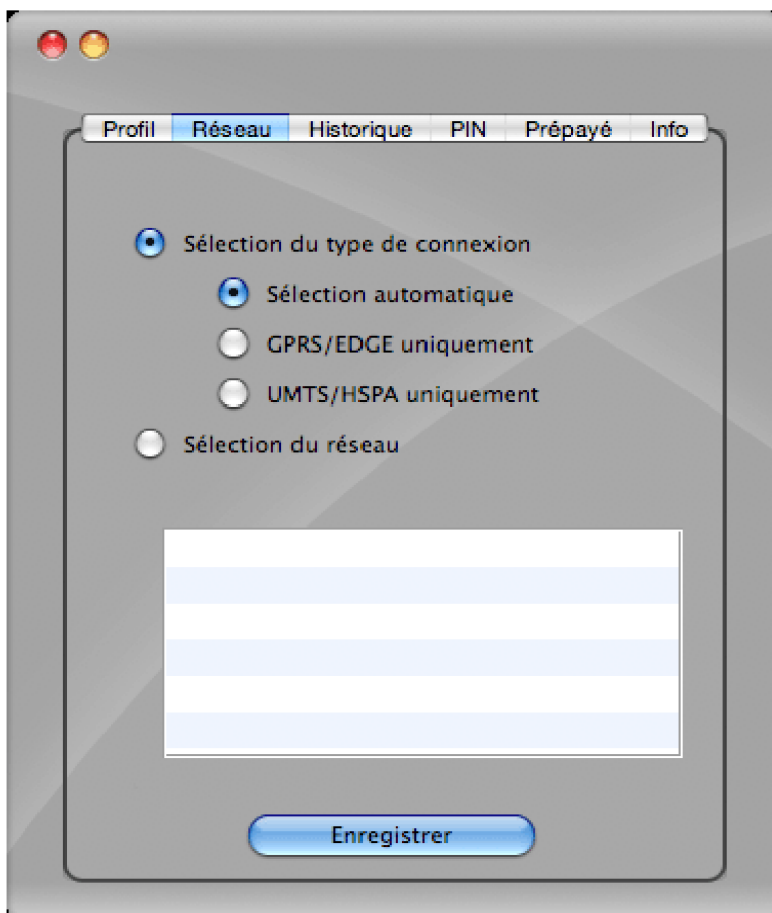 Profil Réseau Historique PIN Prépayé Info
Sélection du type de connexion
Sélection automatique
GPRS/EDGE uniquement
UMTS/HSPA uniquement
Sélection du réseau
Enregistrer